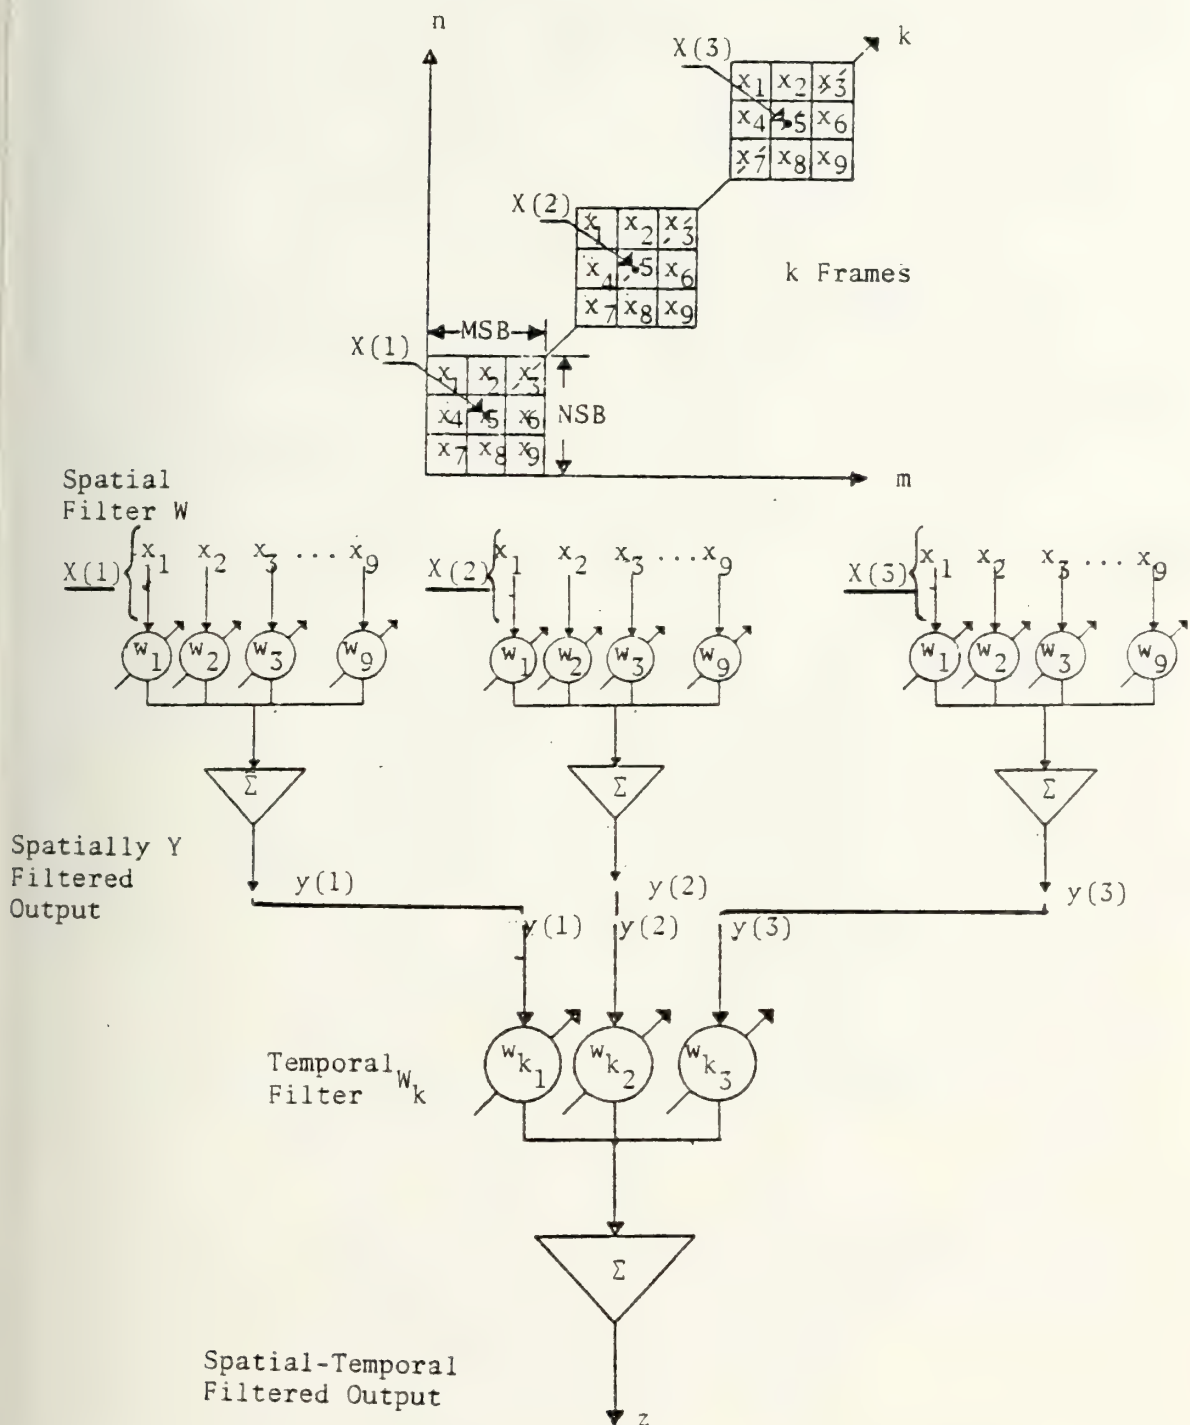 n
k
X(3)
x1 x2 x3
x4 5 x6
x7 x8 x9
X(2)
x1 x2 x3
x4 5 x6
x7 x8 x9
k Frames
MSB
X(1)
x1 x2 x3
x4 x5 x6
x7 x8 x9
NSB
m
Spatial
Filter W
X(1) x1 x2 x3 ... x9
X(2) x1 x2 x3 ... x9
X(3) x1 x2 x3 ... x9
w1 w2 w3 w9
w1 w2 w3 w9
w1 w2 w3 w9
Σ Σ Σ
Spatially Y
Filtered
Output
y(1) y(2) y(3)
y(1) y(2) y(3)
Temporal Wk
Filter
wk1 wk2 wk3
Σ
Spatial-Temporal
Filtered Output
z